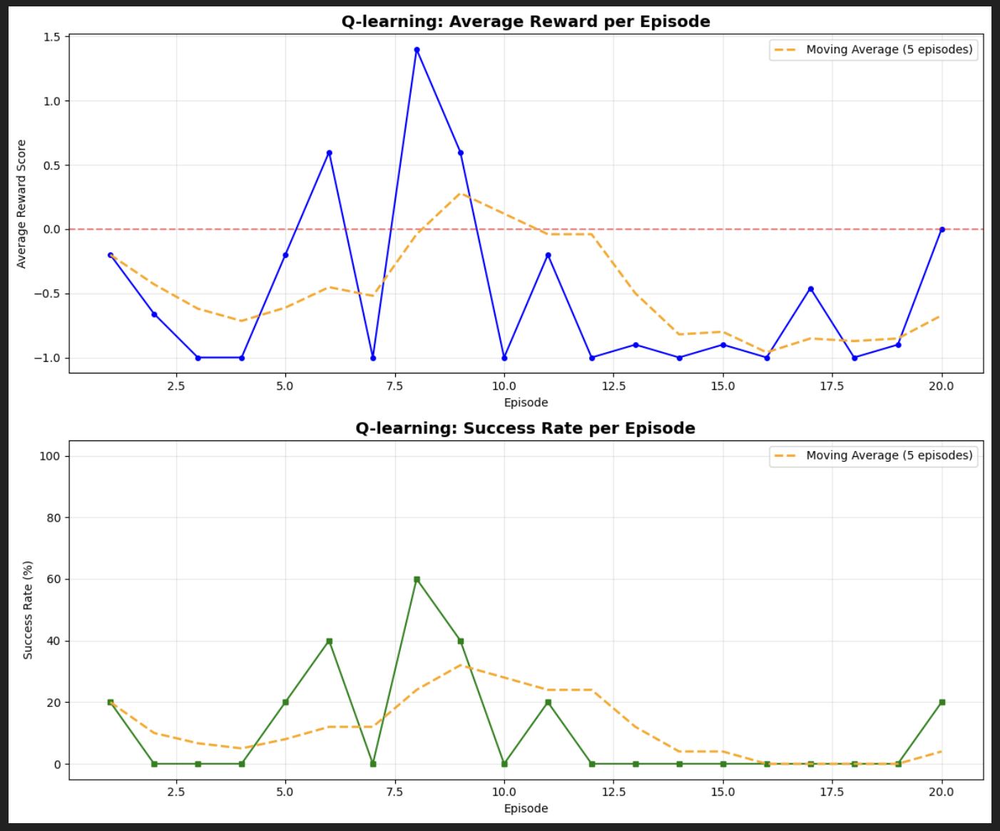 Q-learning: Average Reward per Episode
Moving Average (5 episodes)
Average Reward Score
1.5
1.0
0.5
0.0
−0.5
−1.0
2.5 5.0 7.5 10.0 12.5 15.0 17.5 20.0
Episode
Q-learning: Success Rate per Episode
Moving Average (5 episodes)
Success Rate (%)
100
80
60
40
20
0
2.5 5.0 7.5 10.0 12.5 15.0 17.5 20.0
Episode